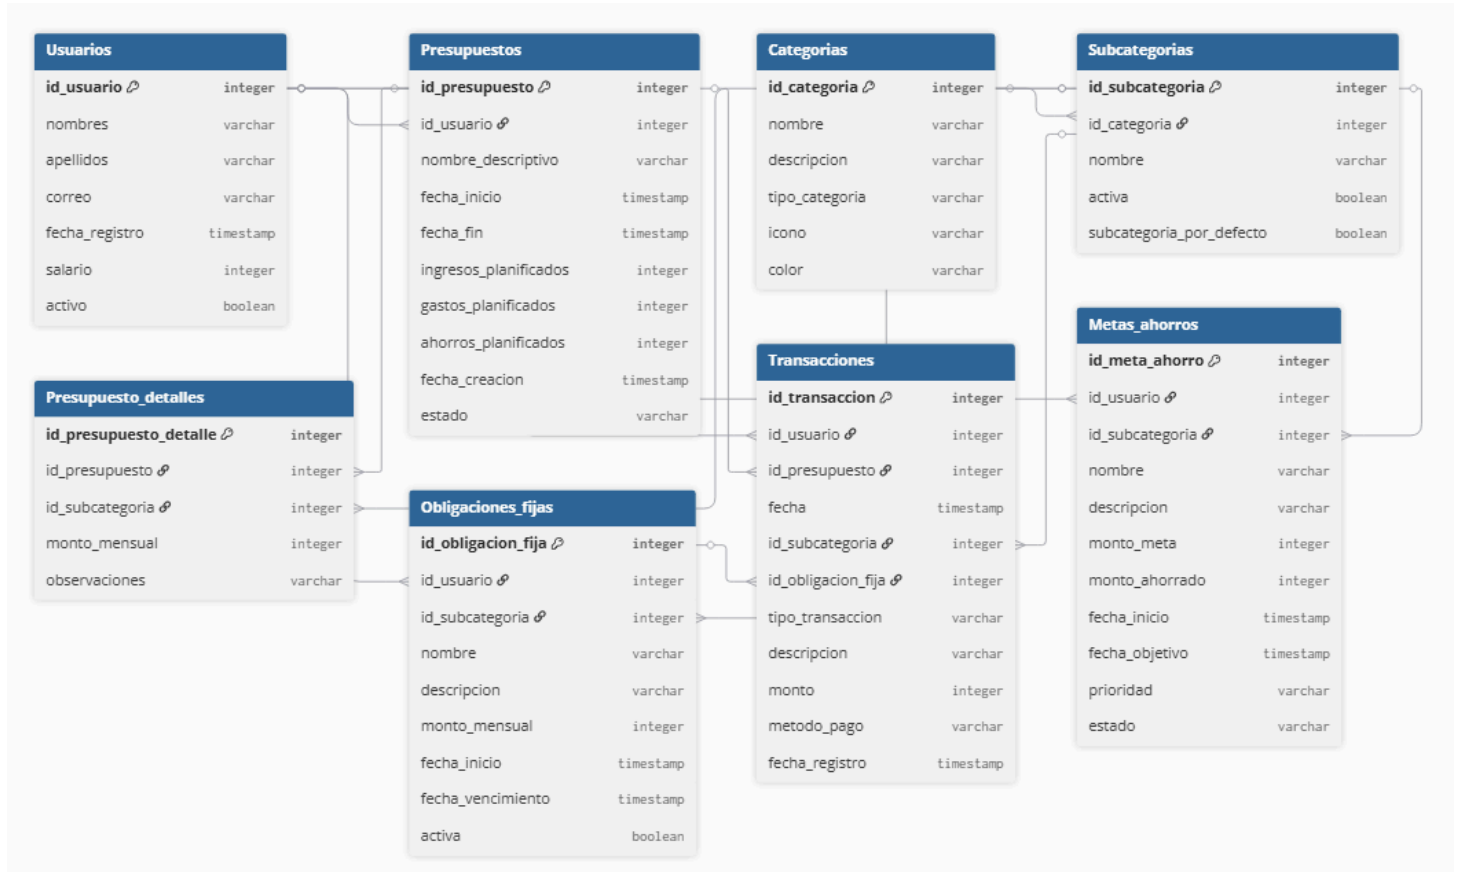 Usuarios
id_usuario integer
nombres varchar
apellidos varchar
correo varchar
fecha_registro timestamp
salario integer
activo boolean
Presupuestos
id_presupuesto integer
id_usuario integer
nombre_descriptivo varchar
fecha_inicio timestamp
fecha_fin timestamp
ingresos_planificados integer
gastos_planificados integer
ahorros_planificados integer
fecha_creacion timestamp
estado varchar
Categorias
id_categoria integer
nombre varchar
descripcion varchar
tipo_categoria varchar
icono varchar
color varchar
Subcategorias
id_subcategoria integer
id_categoria integer
nombre varchar
activa boolean
subcategoria_por_defecto boolean
Presupuesto_detalles
id_presupuesto_detalle integer
id_presupuesto integer
id_subcategoria integer
monto_mensual integer
observaciones varchar
Obligaciones_fijas
id_obligacion_fija integer
id_usuario integer
id_subcategoria integer
nombre varchar
descripcion varchar
monto_mensual integer
fecha_inicio timestamp
fecha_vencimiento timestamp
activa boolean
Transacciones
id_transaccion integer
id_usuario integer
id_presupuesto integer
fecha timestamp
id_subcategoria integer
id_obligacion_fija integer
tipo_transaccion varchar
descripcion varchar
monto integer
metodo_pago varchar
fecha_registro timestamp
Metas_ahorros
id_meta_ahorro integer
id_usuario integer
id_subcategoria integer
nombre varchar
descripcion varchar
monto_meta integer
monto_ahorrado integer
fecha_inicio timestamp
fecha_objetivo timestamp
prioridad varchar
estado varchar